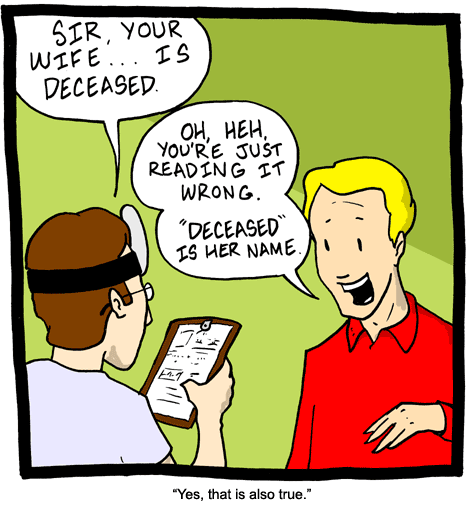 SIR, YOUR
WIFE... IS
DECEASED.
OH, HEH,
YOU'RE JUST
READING IT
WRONG.
"DECEASED"
IS HER NAME.
"Yes, that is also true."